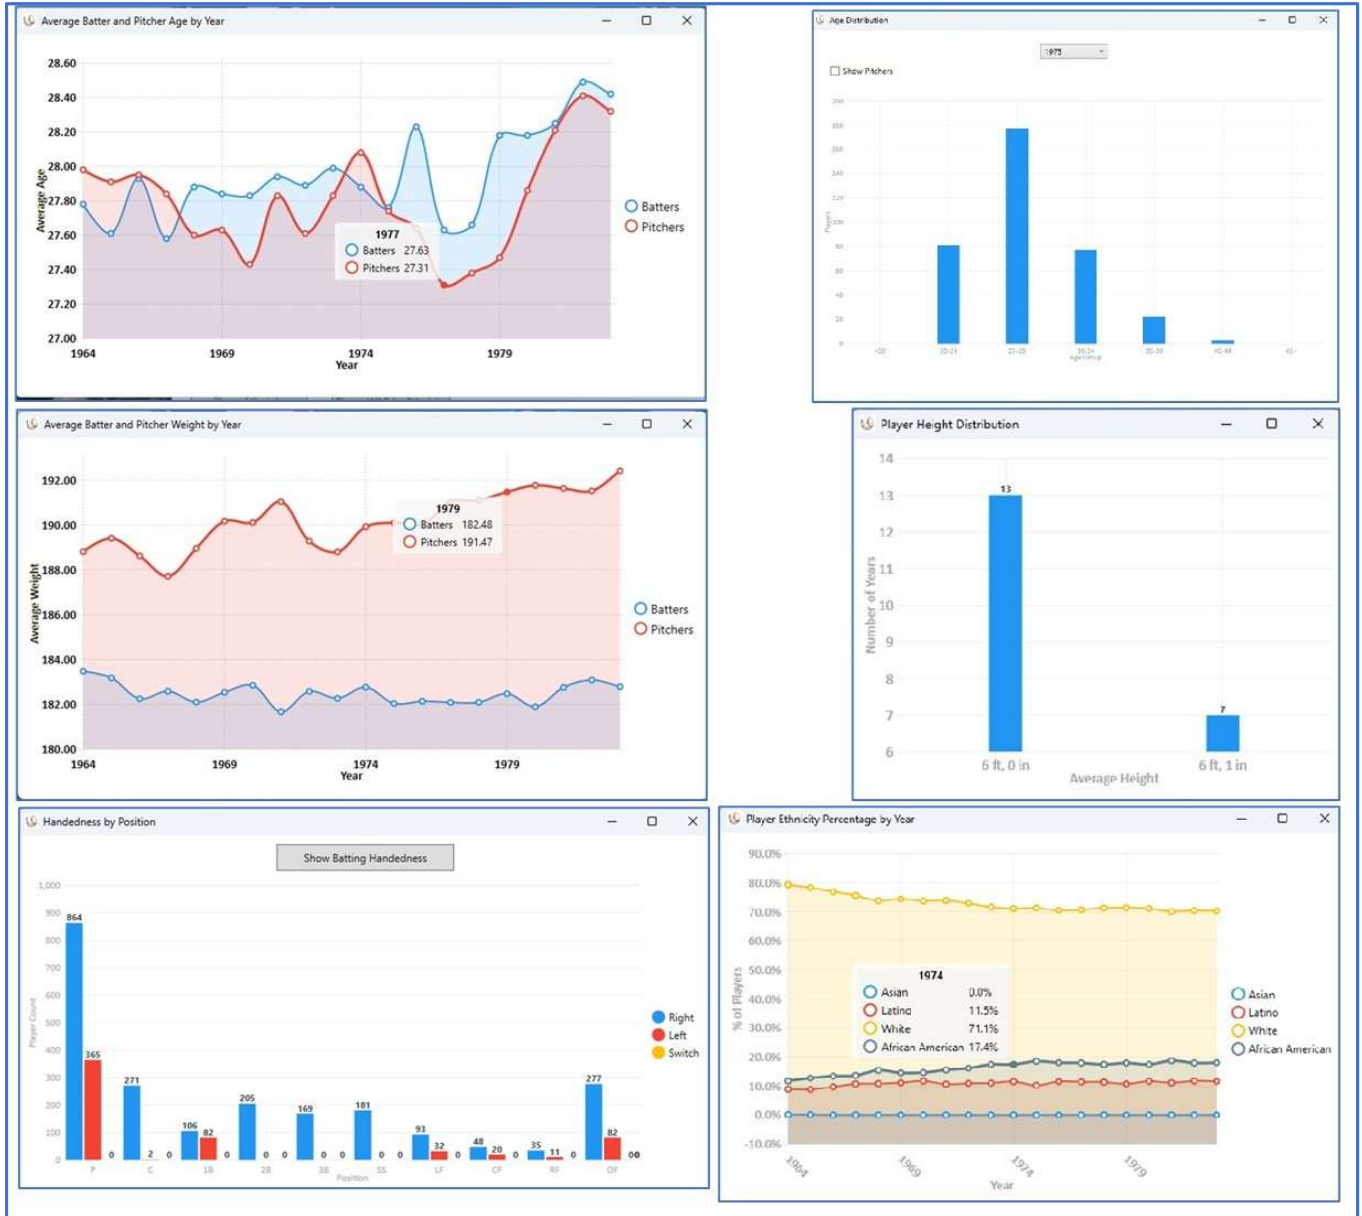 Average Batter and Pitcher Age by Year
28.60
28.40
28.20
28.00
27.80
27.60
27.40
27.20
27.00
Average Age
1964
1969
1974
1979
Year
1977
Batters 27.63
Pitchers 27.31
Batters
Pitchers
Age Distribution
1975
Show Pitchers
Players
80
60
40
20
0
<20
20-24
40-44
Average Batter and Pitcher Weight by Year
192.00
190.00
188.00
186.00
184.00
182.00
180.00
Average Weight
1964
1969
1974
1979
Year
1979
Batters 182.48
Pitchers 191.47
Batters
Pitchers
Player Height Distribution
14
13
12
11
10
9
8
7
6
Number of Years
13
7
6 ft, 0 in
6 ft, 1 in
Average Height
Handedness by Position
Show Batting Handedness
1,000
900
800
700
600
500
400
300
200
100
0
Player Count
864
365
0
271
2
0
106
82
0
205
0
0
169
0
0
181
0
0
93
32
0
48
20
0
35
11
0
277
82
00
P
C
1B
2B
3B
SS
LF
CF
RF
OF
Position
Right
Left
Switch
Player Ethnicity Percentage by Year
90.0%
80.0%
70.0%
60.0%
50.0%
40.0%
30.0%
20.0%
10.0%
0.0%
-10.0%
% of Players
1974
Asian 0.0%
Latino 11.5%
White 71.1%
African American 17.4%
1964
1969
1974
1979
Year
Asian
Latino
White
African American